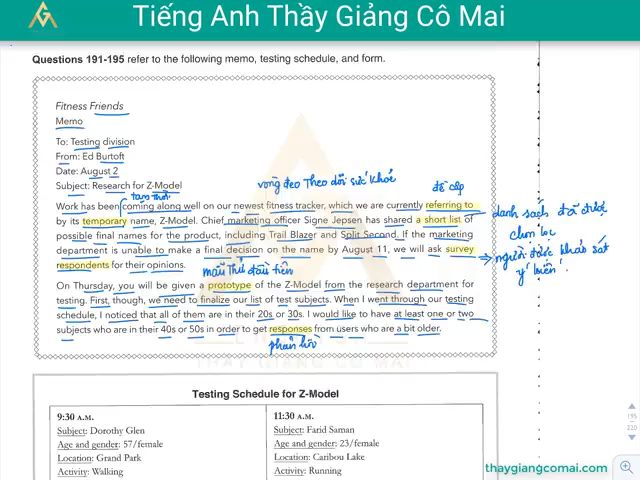 Tiếng Anh Thầy Giảng Cô Mai
Questions 191-195 refer to the following memo, testing schedule, and form.
Fitness Friends
Memo
To: Testing division
From: Ed Burtoft
Date: August 2
Subject: Research for Z-Model
vòng đeo theo dõi sức khỏe
đề cập
tạm thời
Work has been coming along well on our newest fitness tracker, which we are currently referring to
by its temporary name, Z-Model. Chief marketing officer Signe Jepsen has shared a short list of
possible final names for the product, including Trail Blazer and Split Second. If the marketing
department is unable to make a final decision on the name by August 11, we will ask survey
respondents for their opinions.
danh sách đã được
chọn lọc
người được khảo sát
ý kiến
mẫu thử đầu tiên
On Thursday, you will be given a prototype of the Z-Model from the research department for
testing. First, though, we need to finalize our list of test subjects. When I went through our testing
schedule, I noticed that all of them are in their 20s or 30s. I would like to have at least one or two
subjects who are in their 40s or 50s in order to get responses from users who are a bit older.
phản hồi
THAY GIANG CO MAI
Testing Schedule for Z-Model
9:30 A.M.
Subject: Dorothy Glen
Age and gender: 57/female
Location: Grand Park
Activity: Walking
11:30 A.M.
Subject: Farid Saman
Age and gender: 23/female
Location: Caribou Lake
Activity: Running
195
220
thaygiangcomai.com